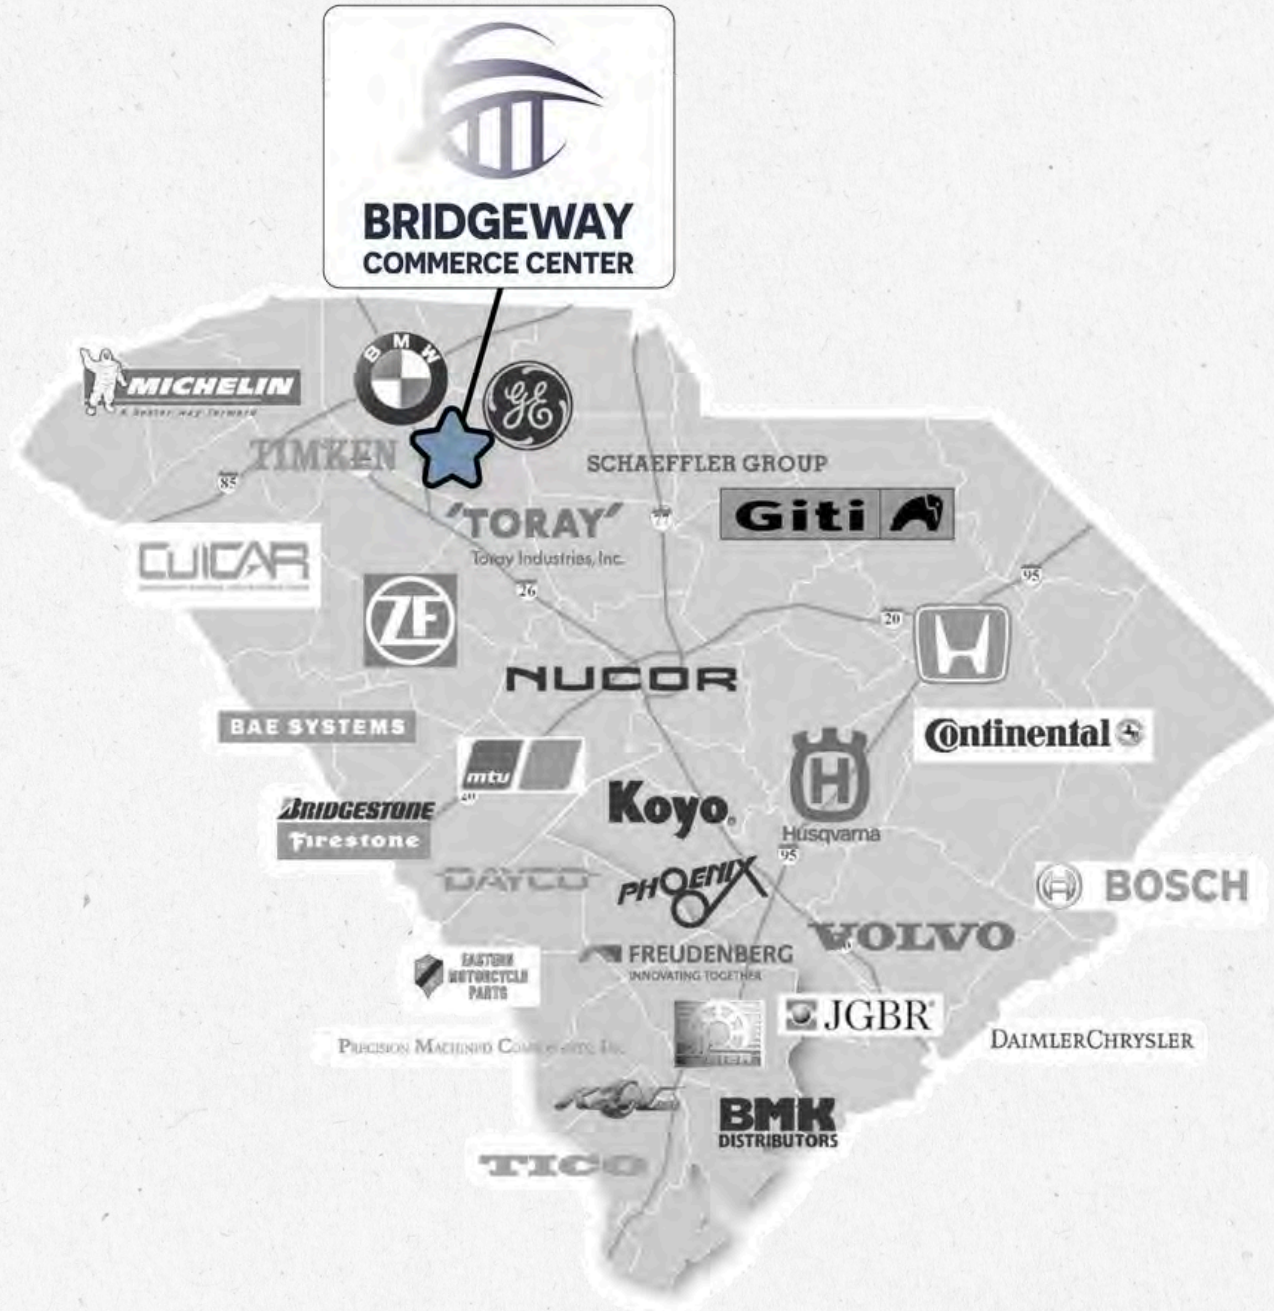 BRIDGEWAY
COMMERCE CENTER
BMW
MICHELIN
A better way forward
GE
TIMKEN
SCHAEFFLER GROUP
85
'TORAY'
Toray Industries, Inc.
77
Giti
CUICAR
ZF
26
95
20
NUCOR
BAE SYSTEMS
Continental
mtu
20
BRIDGESTONE
Firestone
Koyo
H
Husqvarna
95
DAYCO
PHOENIX
BOSCH
VOLVO
FREUDENBERG
INNOVATING TOGETHER
EASTERN
MOTORCYCLE
PARTS
JGBR®
PRECISION MACHINED COMPONENTS, INC.
DAIMLERCHRYSLER
BMK
DISTRIBUTORS
TICO